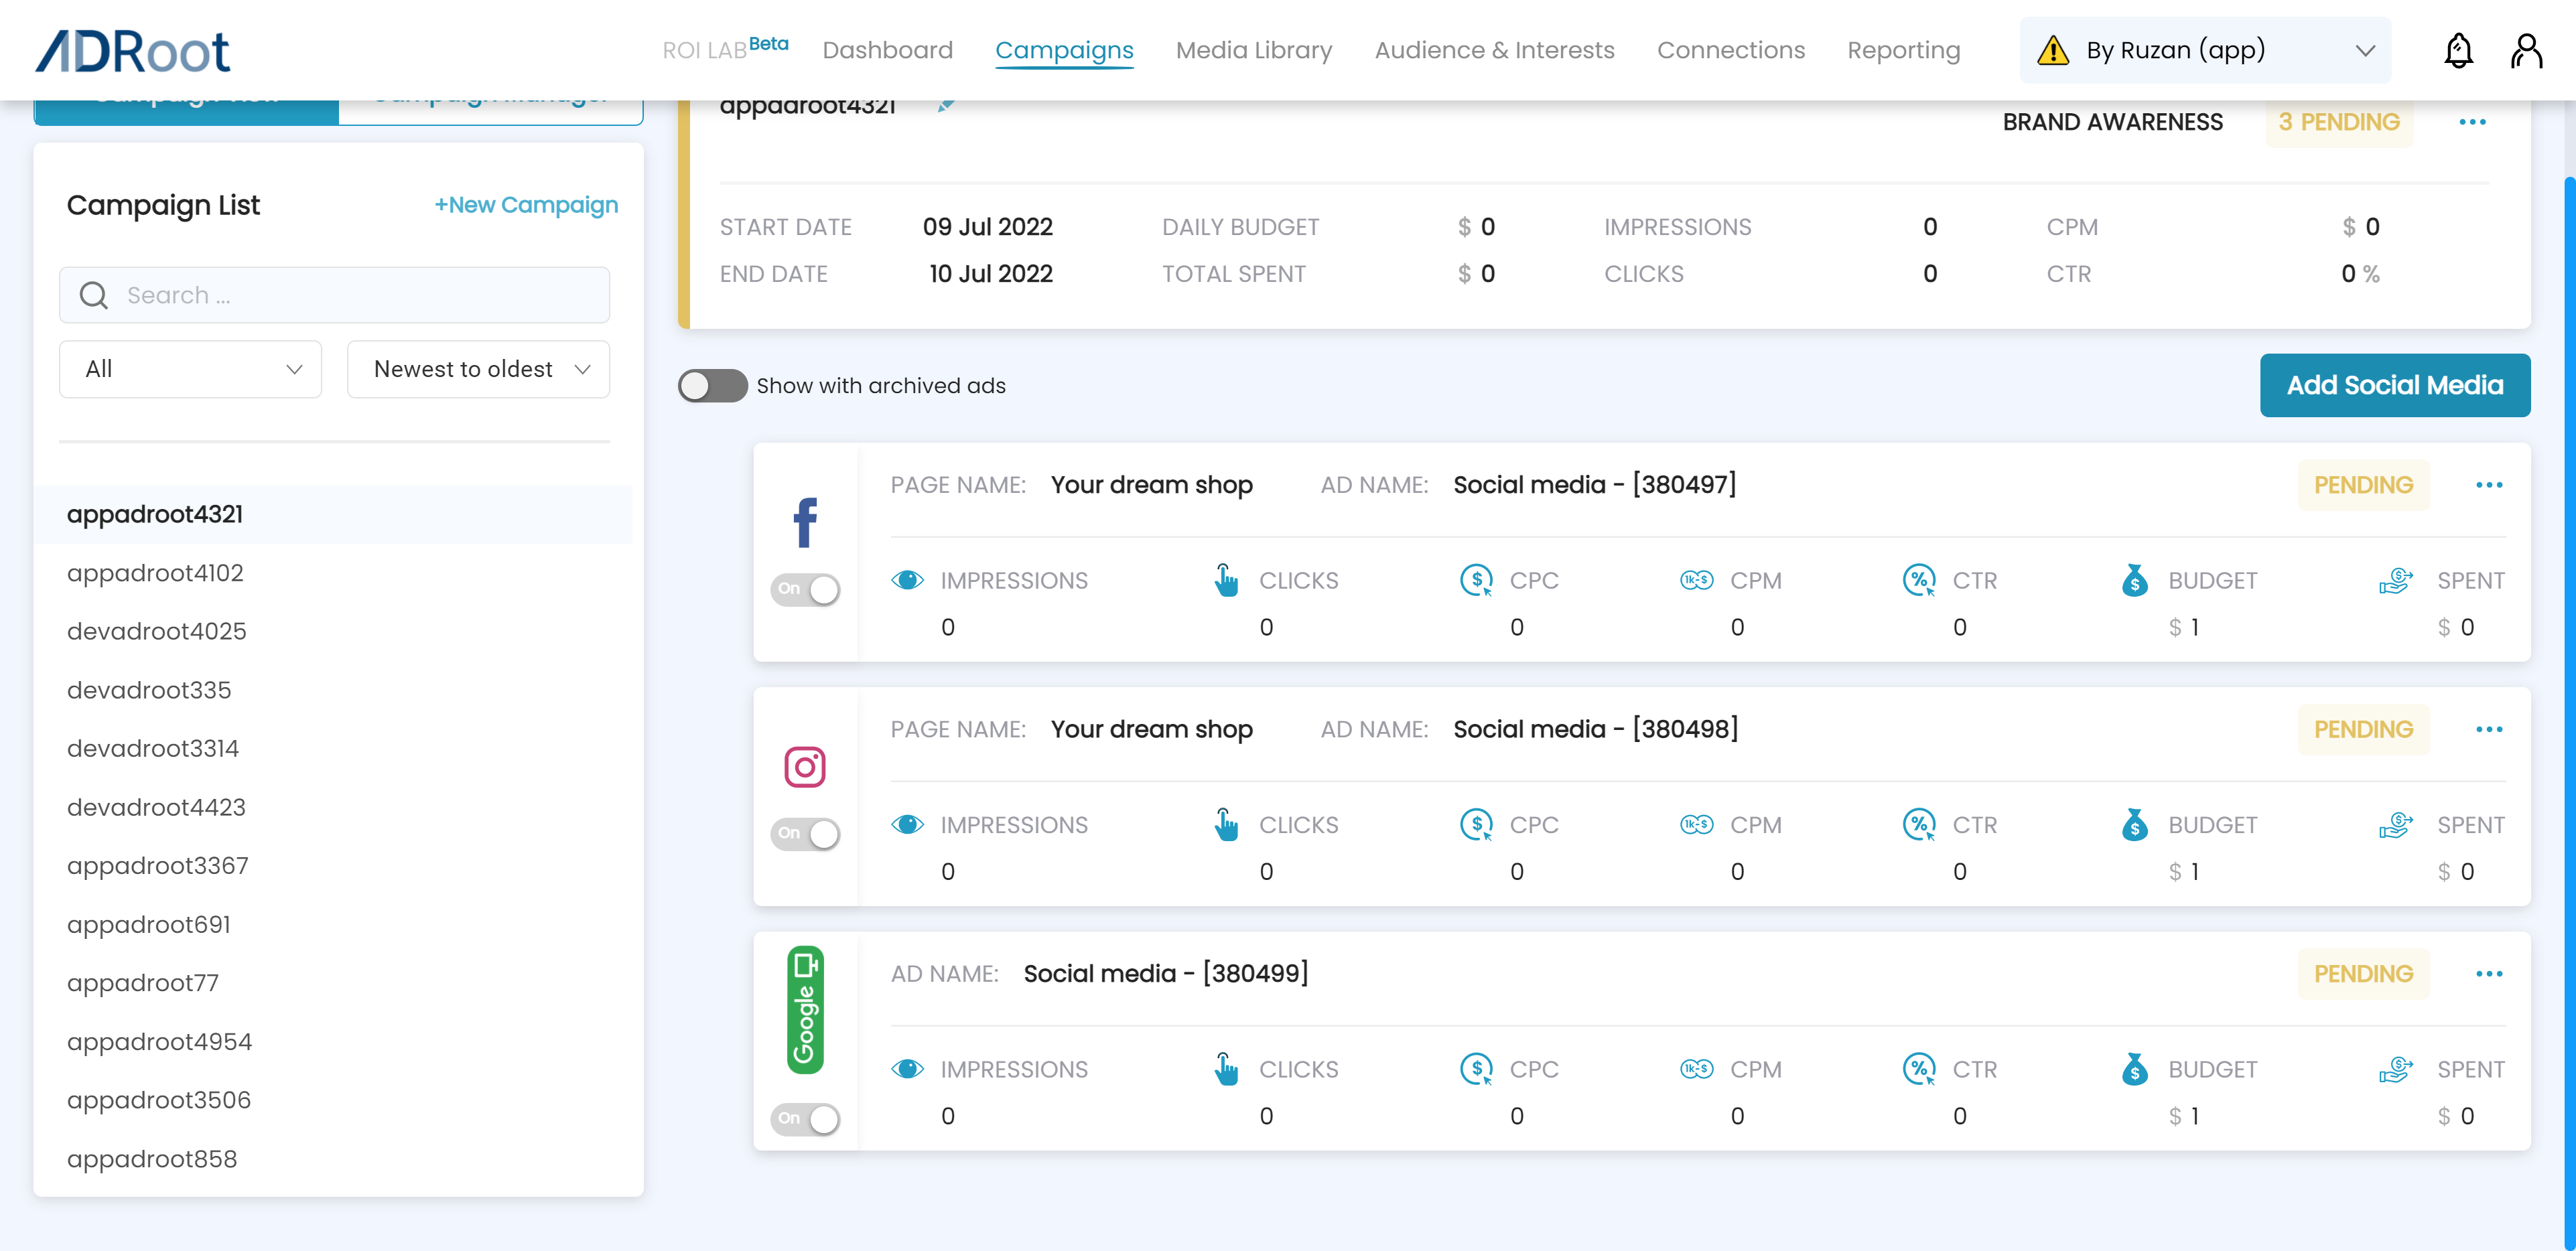 ADRoot
ROI LAB Beta
Dashboard
Campaigns
Media Library
Audience & Interests
Connections
Reporting
By Ruzan (app)
Campaign View
Campaign Manager
Campaign List
+New Campaign
Search ...
All
Newest to oldest
appadroot4321
appadroot4102
devadroot4025
devadroot335
devadroot3314
devadroot4423
appadroot3367
appadroot691
appadroot77
appadroot4954
appadroot3506
appadroot858
appadroot4321
BRAND AWARENESS
3 PENDING
START DATE 09 Jul 2022 DAILY BUDGET $ 0 IMPRESSIONS 0 CPM $ 0
END DATE 10 Jul 2022 TOTAL SPENT $ 0 CLICKS 0 CTR 0 %
Show with archived ads
Add Social Media
PAGE NAME: Your dream shop AD NAME: Social media - [380497] PENDING
On
IMPRESSIONS CLICKS $ CPC 1k-$ CPM % CTR $ BUDGET $ SPENT
0 0 0 0 0 $ 1 $ 0
PAGE NAME: Your dream shop AD NAME: Social media - [380498] PENDING
On
IMPRESSIONS CLICKS $ CPC 1k-$ CPM % CTR $ BUDGET $ SPENT
0 0 0 0 0 $ 1 $ 0
Google
AD NAME: Social media - [380499] PENDING
On
IMPRESSIONS CLICKS $ CPC 1k-$ CPM % CTR $ BUDGET $ SPENT
0 0 0 0 0 $ 1 $ 0